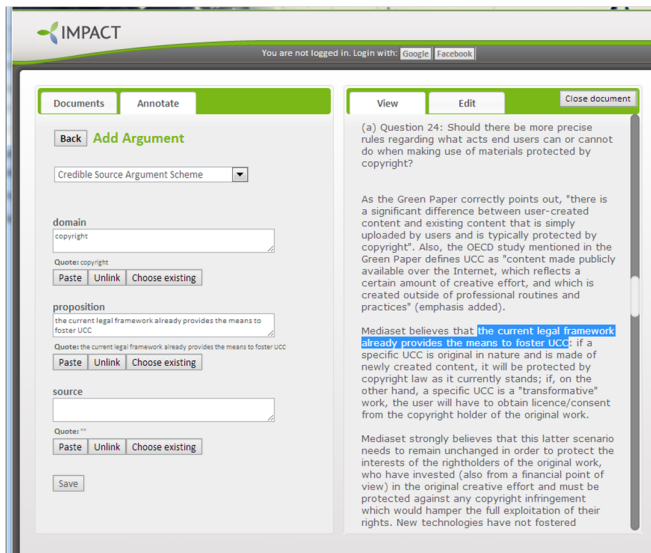 IMPACT
You are not logged in. Login with: Google Facebook
Documents Annotate
Back Add Argument
Credible Source Argument Scheme
domain
copyright
Quote: copyright
Paste Unlink Choose existing
proposition
the current legal framework already provides the means to
foster UCC
Quote: the current legal framework already provides the means to foster UCC
Paste Unlink Choose existing
source
Quote: ""
Paste Unlink Choose existing
Save
View Edit Close document
(a) Question 24: Should there be more precise
rules regarding what acts end users can or cannot
do when making use of materials protected by
copyright?
As the Green Paper correctly points out, "there is
a significant difference between user-created
content and existing content that is simply
uploaded by users and is typically protected by
copyright". Also, the OECD study mentioned in the
Green Paper defines UCC as "content made publicly
available over the Internet, which reflects a
certain amount of creative effort, and which is
created outside of professional routines and
practices" (emphasis added).
Mediaset believes that the current legal framework
already provides the means to foster UCC: if a
specific UCC is original in nature and is made of
newly created content, it will be protected by
copyright law as it currently stands; if, on the
other hand, a specific UCC is a "transformative"
work, the user will have to obtain licence/consent
from the copyright holder of the original work.
Mediaset strongly believes that this latter scenario
needs to remain unchanged in order to protect the
interests of the rightholders of the original work,
who have invested (also from a financial point of
view) in the original creative effort and must be
protected against any copyright infringement
which would hamper the full exploitation of their
rights. New technologies have not fostered